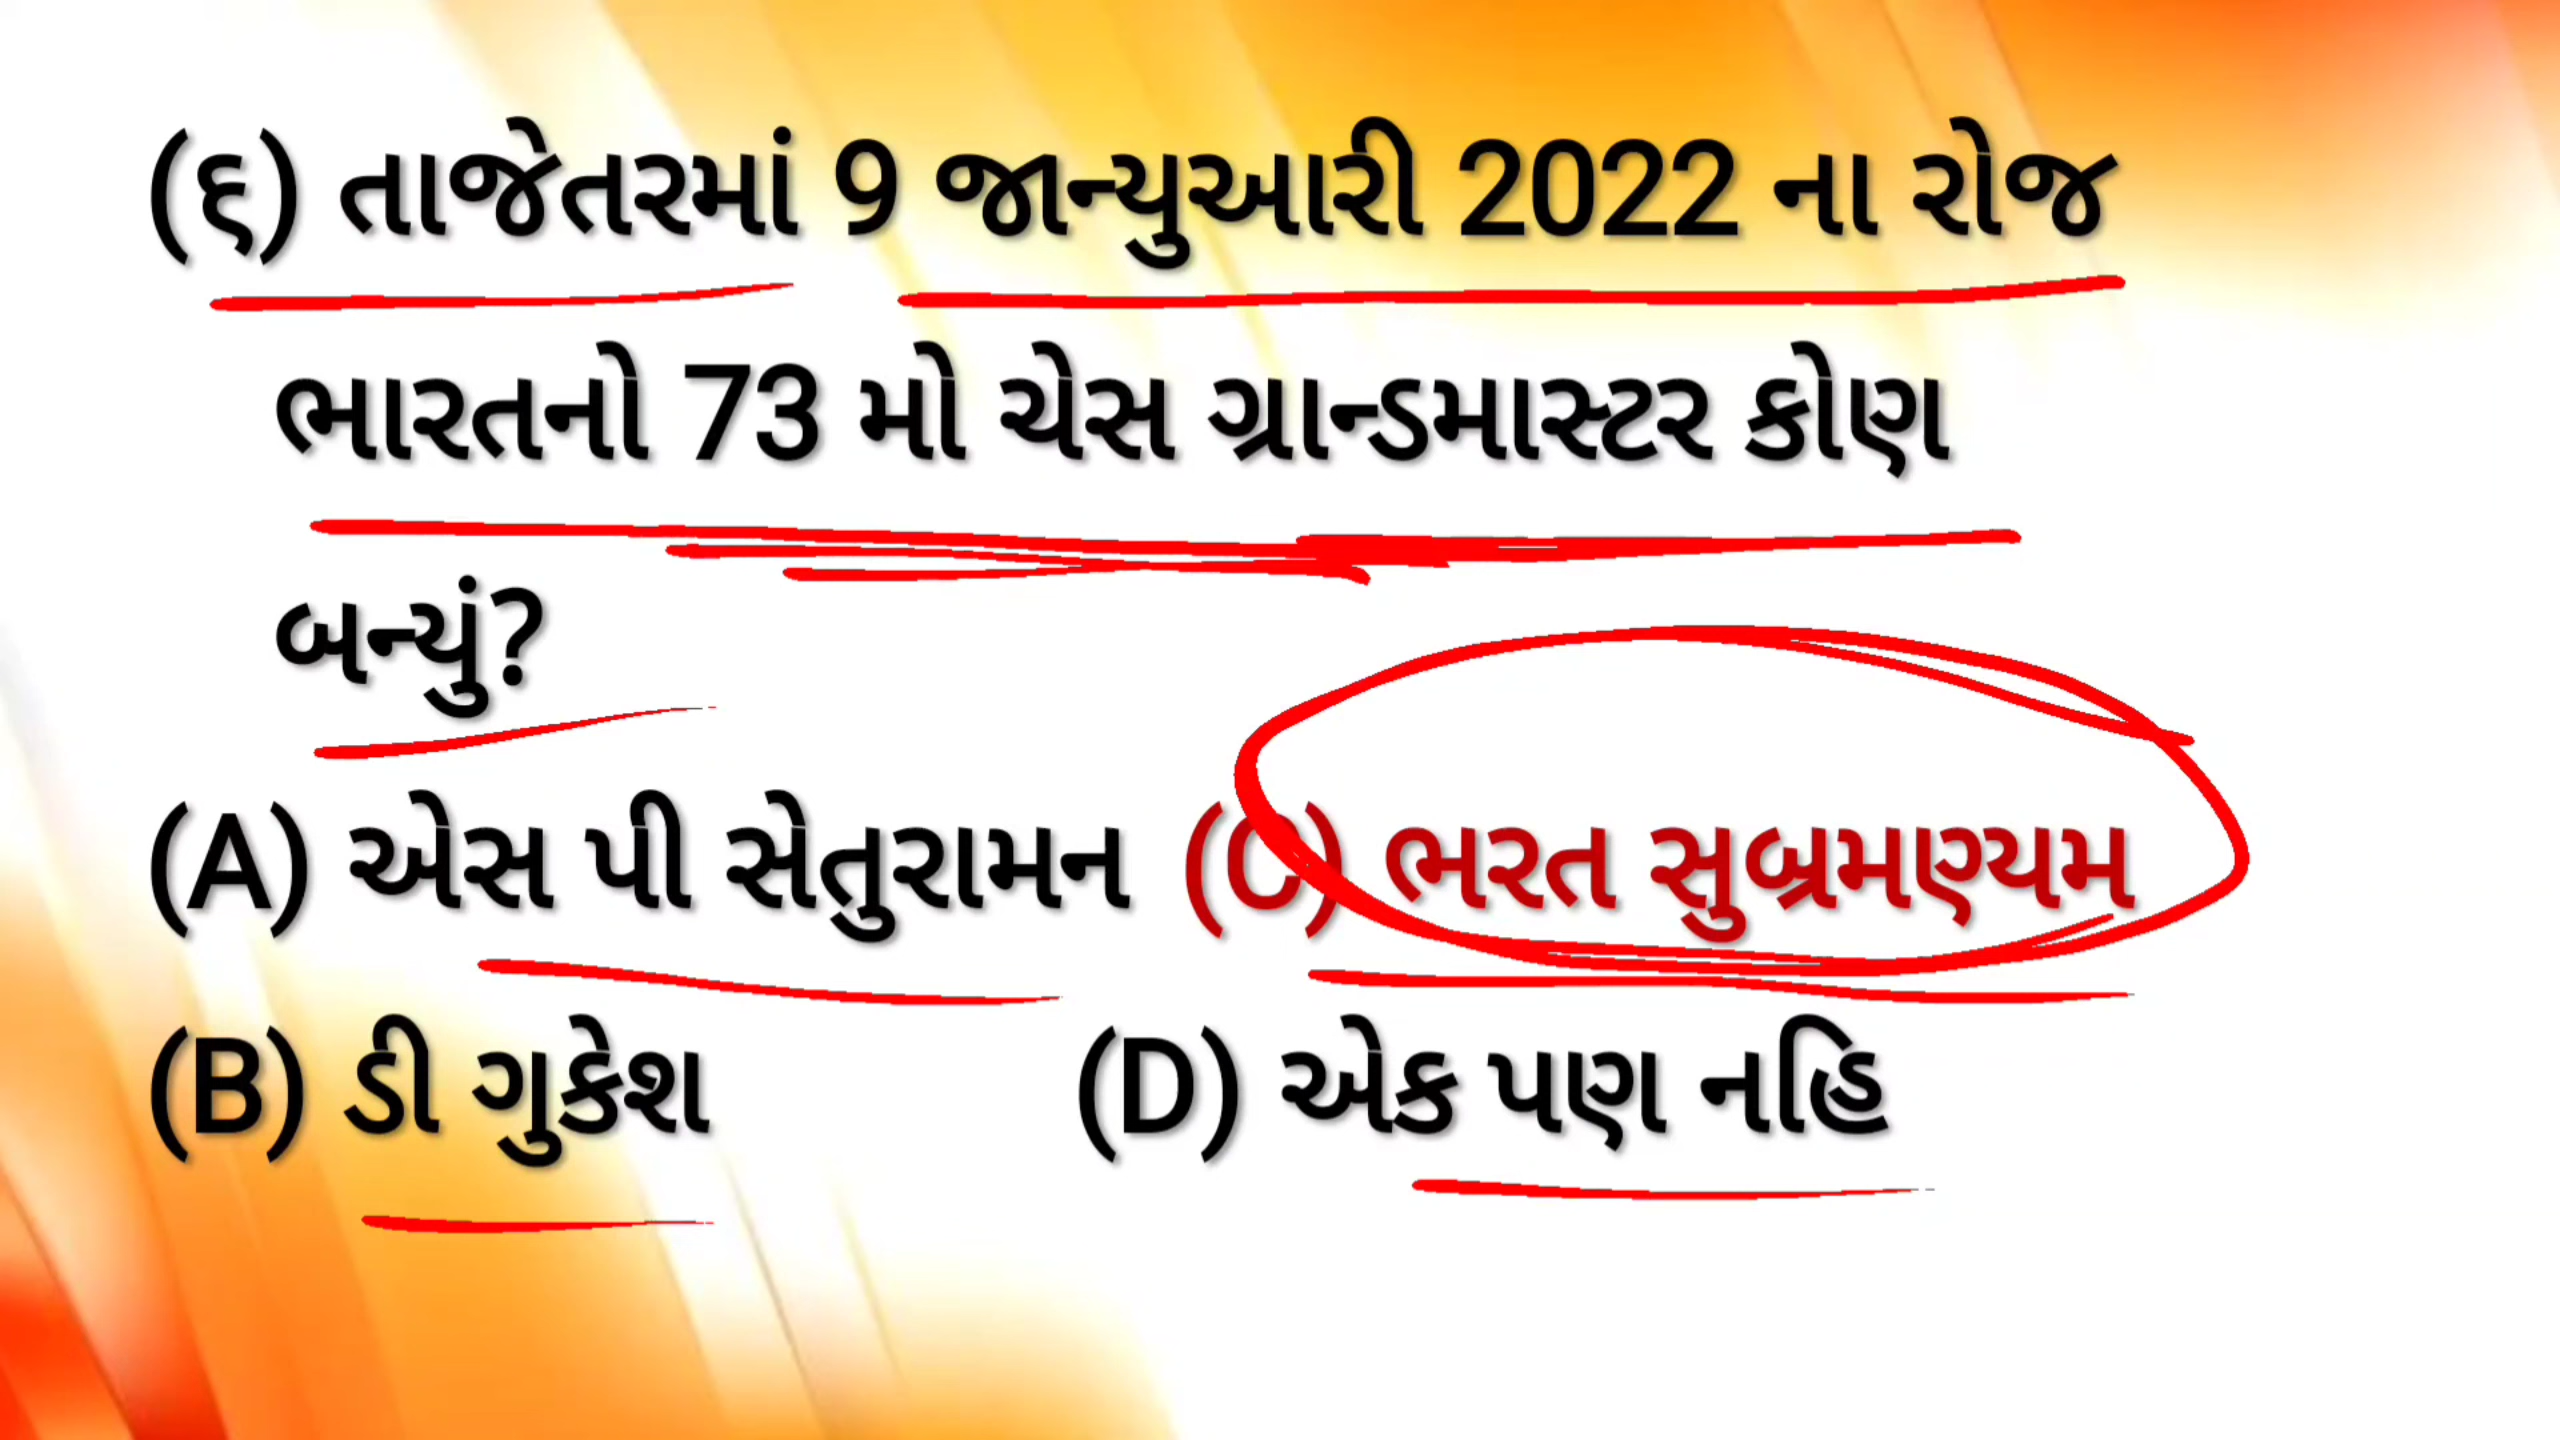 (૬) તાજેતરમાં 9 જાન્યુઆરી 2022 ના રોજ
ભારતનો 73 મો ચેસ ગ્રાન્ડમાસ્ટર કોણ
બન્યું?
(A) એસ પી સેતુરામન (C) ભરત સુબ્રમણ્યમ
(B) ડી ગુકેશ (D) એક પણ નહિ